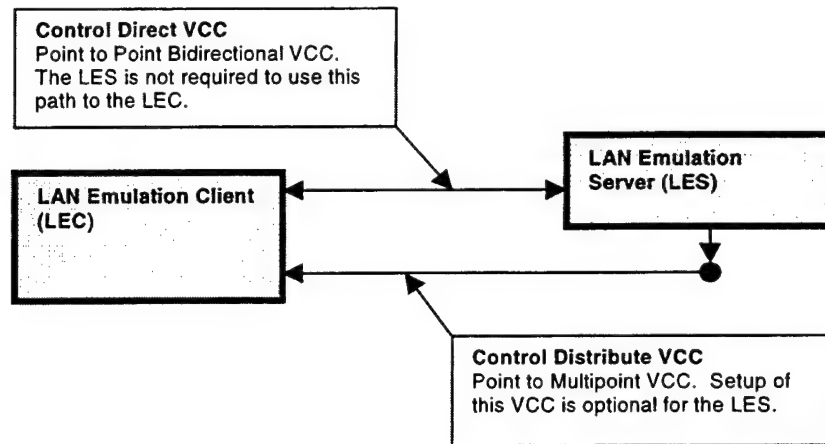 Control Direct VCC
Point to Point Bidirectional VCC.
The LES is not required to use this
path to the LEC.
LAN Emulation
Server (LES)
LAN Emulation Client
(LEC)
Control Distribute VCC
Point to Multipoint VCC. Setup of
this VCC is optional for the LES.